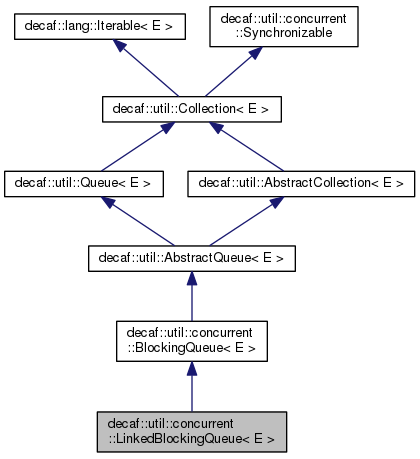 decaf::lang::Iterable< E >
decaf::util::concurrent
::Synchronizable
decaf::util::Collection< E >
decaf::util::Queue< E >
decaf::util::AbstractCollection< E >
decaf::util::AbstractQueue< E >
decaf::util::concurrent
::BlockingQueue< E >
decaf::util::concurrent
::LinkedBlockingQueue< E >